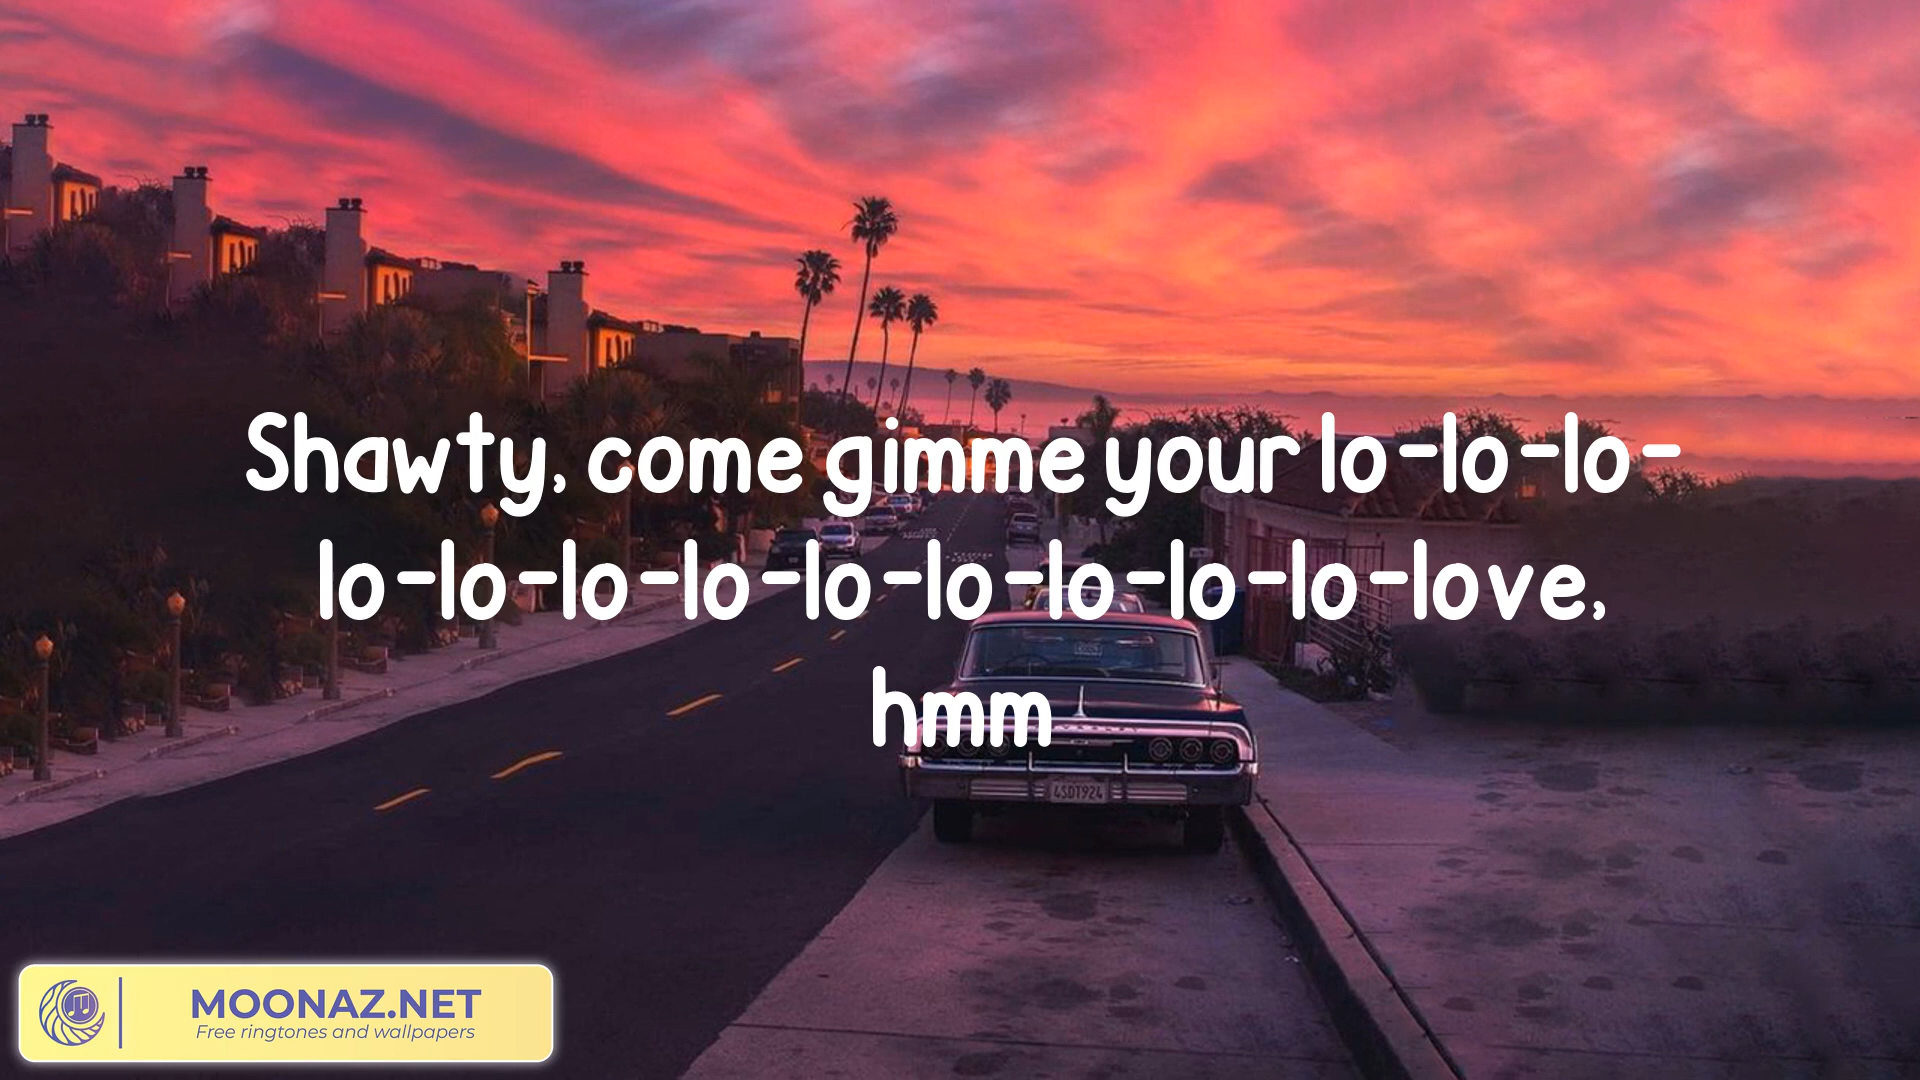 Shawty, come gimme your lo-lo-lo-
lo-lo-lo-lo-lo-lo-lo-lo-lo-love,
hmm
4SDT924
MOONAZ.NET
Free ringtones and wallpapers